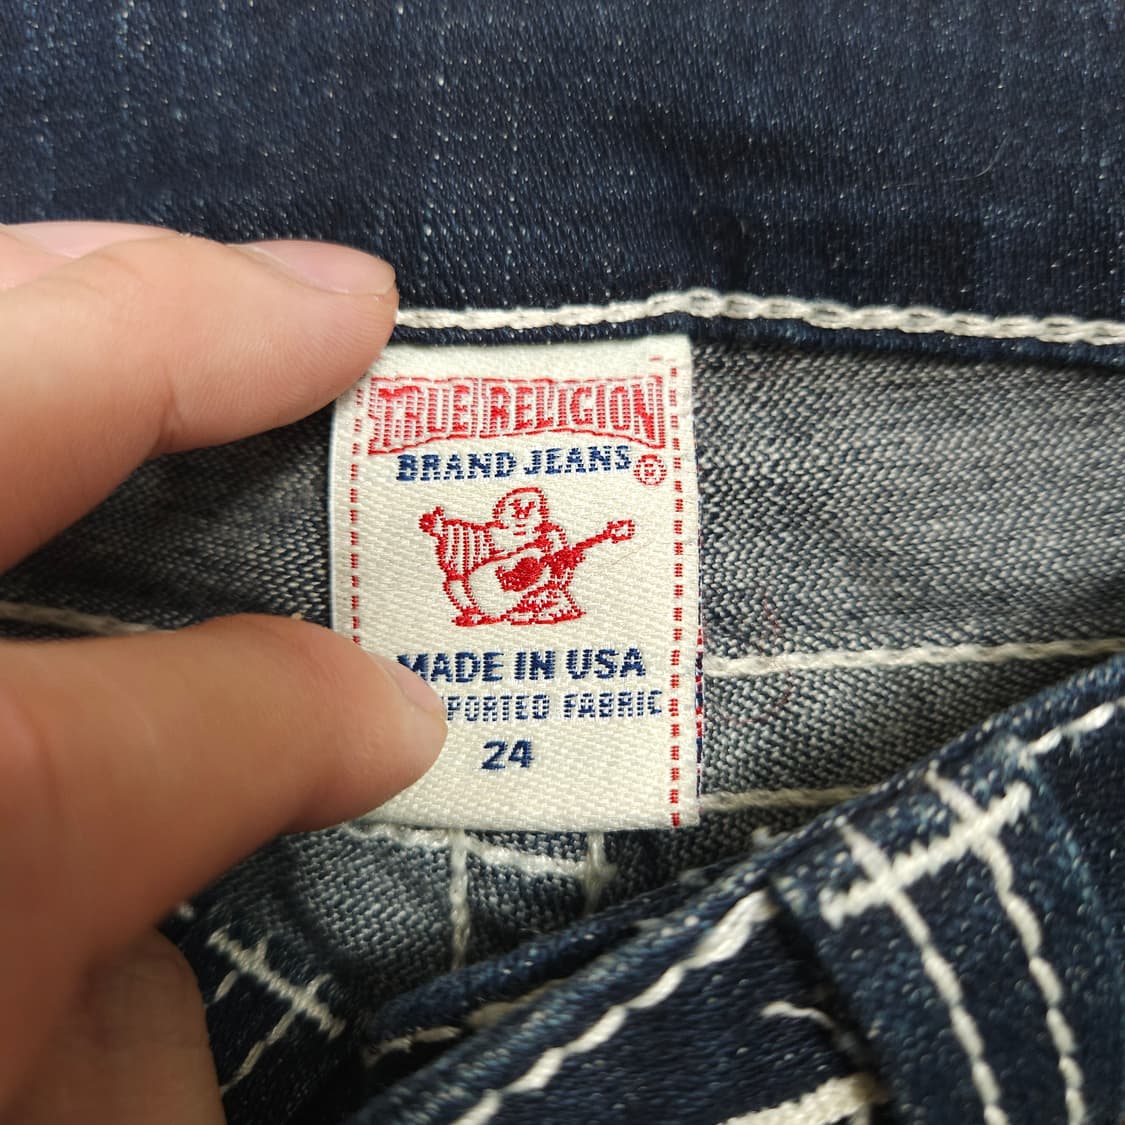 TRUE RELIGION
BRAND JEANS ®
MADE IN USA
FABRIC
24